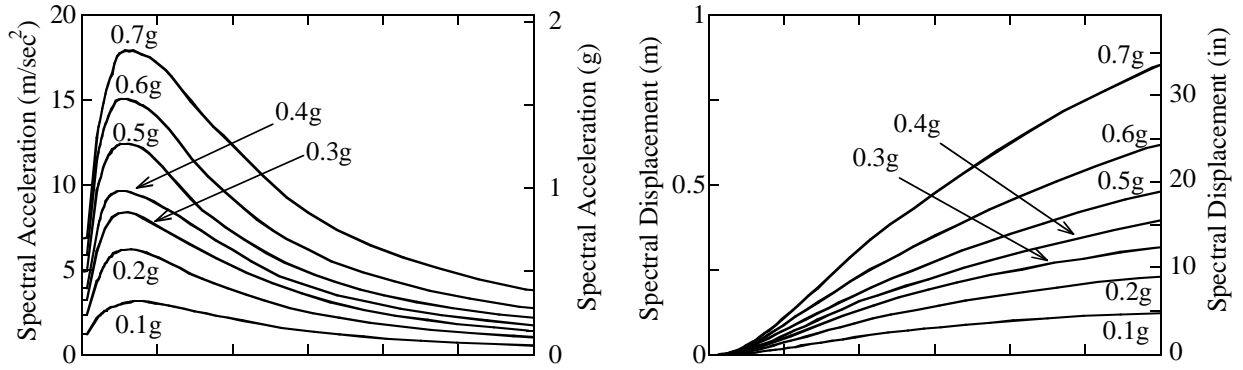 Spectral Acceleration (m/sec²)
20
15
10
5
0
0.7g
0.6g
0.5g
0.4g
0.3g
0.2g
0.1g
2
1
0
Spectral Acceleration (g)
Spectral Displacement (m)
1
0.5
0
0.7g
0.6g
0.5g
0.4g
0.3g
0.2g
0.1g
30
20
10
0
Spectral Displacement (in)